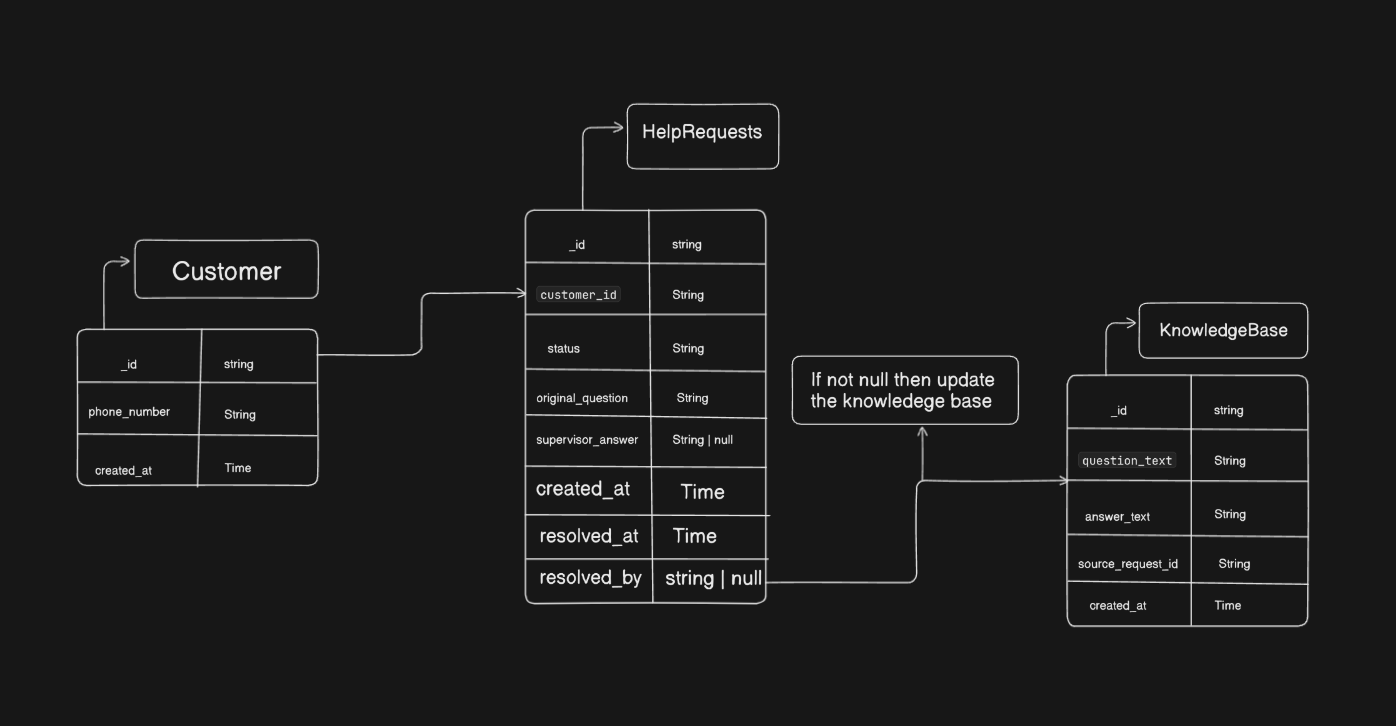 HelpRequests
Customer
_id string
phone_number String
created_at Time
_id string
customer_id String
status String
original_question String
supervisor_answer String | null
created_at Time
resolved_at Time
resolved_by string | null
If not null then update
the knowledege base
KnowledgeBase
_id string
question_text String
answer_text String
source_request_id String
created_at Time